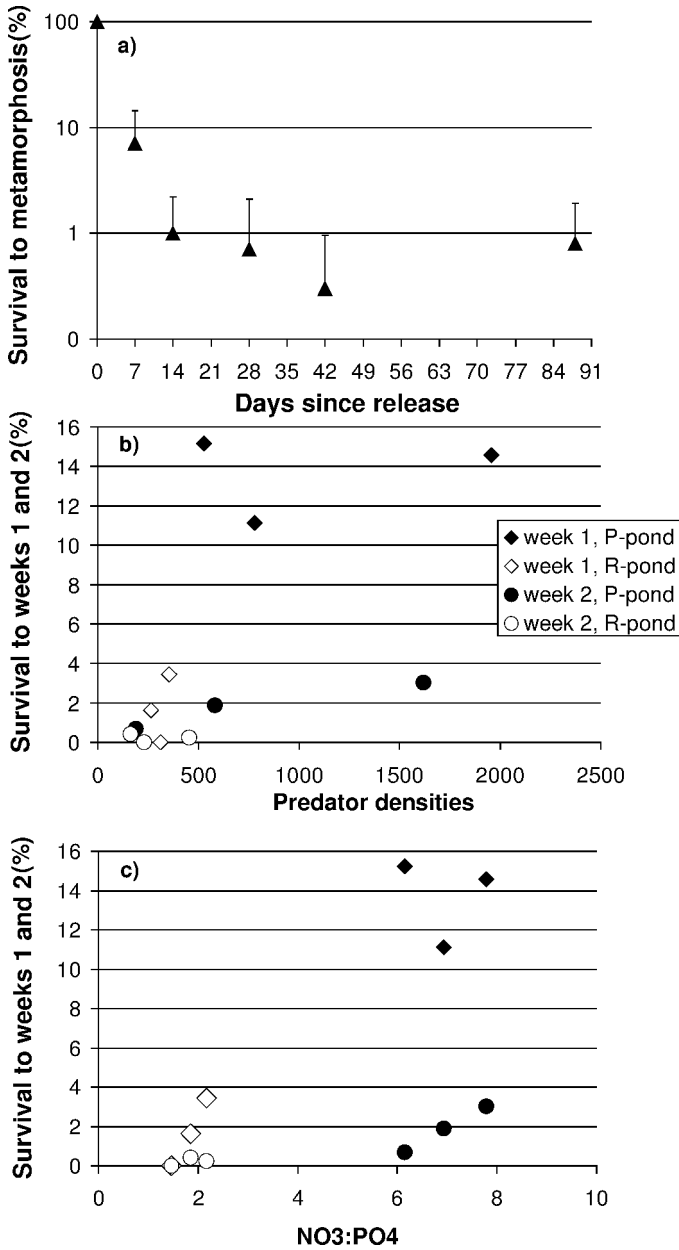 Survival to metamorphosis(%)
100
10
1
0
a)
0 7 14 21 28 35 42 49 56 63 70 77 84 91
Days since release
Survival to weeks 1 and 2(%)
16
14
12
10
8
6
4
2
0
b)
week 1, P-pond
week 1, R-pond
week 2, P-pond
week 2, R-pond
0 500 1000 1500 2000 2500
Predator densities
Survival to weeks 1 and 2(%)
16
14
12
10
8
6
4
2
0
c)
0 2 4 6 8 10
NO3:PO4